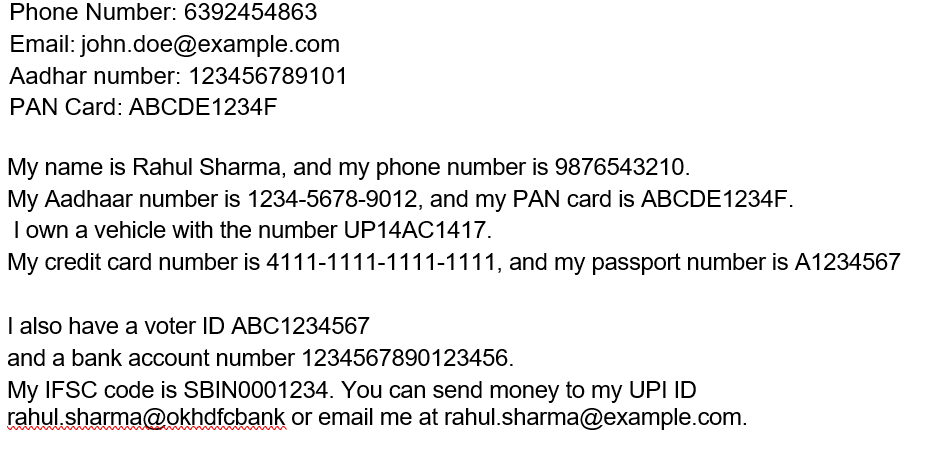 Phone Number: 6392454863
Email: john.doe@example.com
Aadhar number: 123456789101
PAN Card: ABCDE1234F
My name is Rahul Sharma, and my phone number is 9876543210.
My Aadhaar number is 1234-5678-9012, and my PAN card is ABCDE1234F.
I own a vehicle with the number UP14AC1417.
My credit card number is 4111-1111-1111-1111, and my passport number is A1234567
I also have a voter ID ABC1234567
and a bank account number 1234567890123456.
My IFSC code is SBIN0001234. You can send money to my UPI ID
rahul.sharma@okhdfcbank or email me at rahul.sharma@example.com.